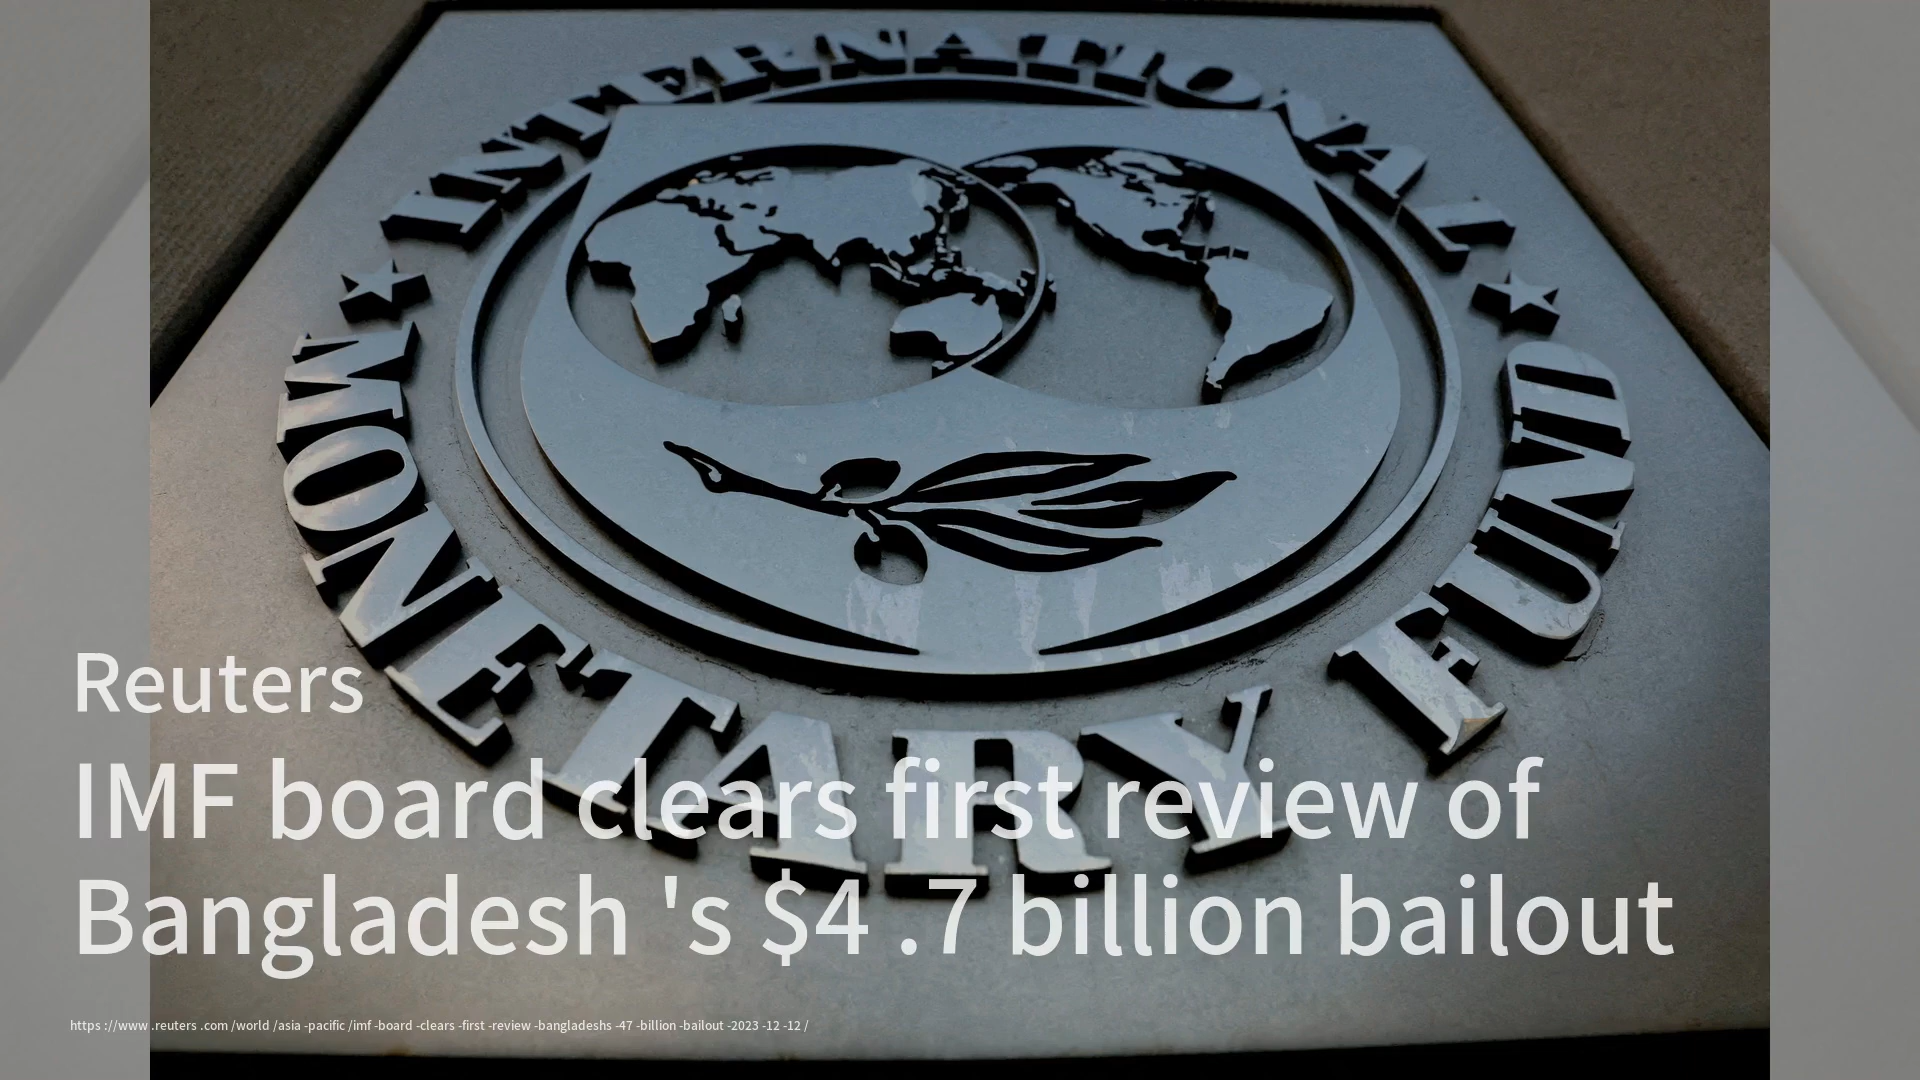 INTERNATIONAL
MONETARY FUND
Reuters
IMF board clears first review of
Bangladesh 's $4 .7 billion bailout
https ://www .reuters .com /world /asia -pacific /imf -board -clears -first -review -bangladeshs -47 -billion -bailout -2023 -12 -12 /